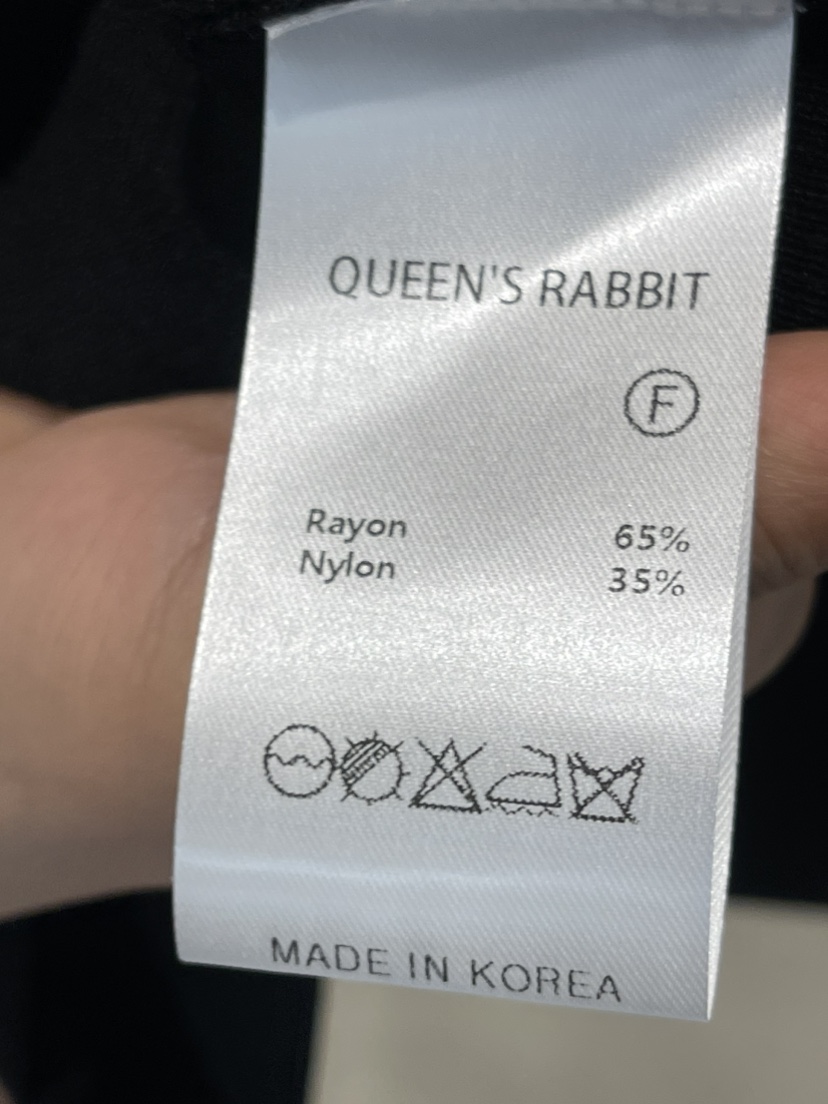 QUEEN'S RABBIT
F
Rayon 65%
Nylon 35%
MADE IN KOREA